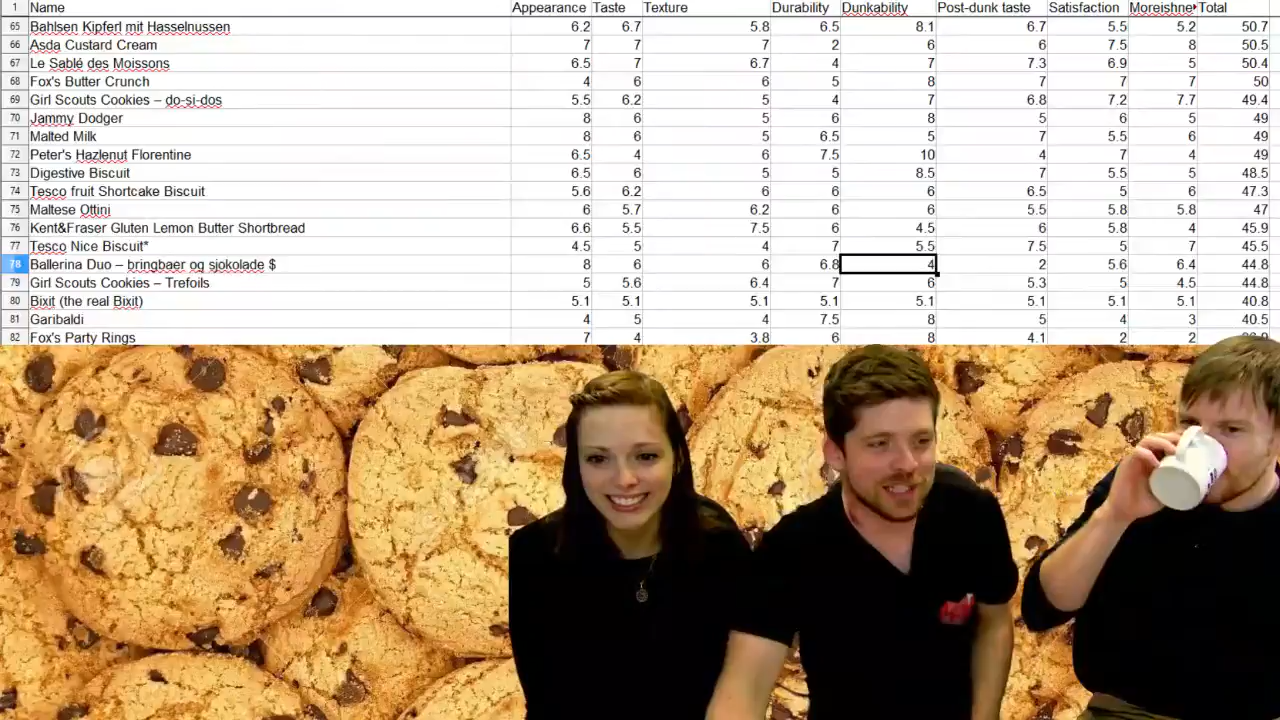 1 Name Appearance Taste Texture Durability Dunkability Post-dunk taste Satisfaction Moreishne Total
65 Bahlsen Kipferl mit Hasselnussen 6.2 6.7 5.8 6.5 8.1 6.7 5.5 5.2 50.7
66 Asda Custard Cream 7 7 7 2 6 6 7.5 8 50.5
67 Le Sablé des Moissons 6.5 7 6.7 4 7 7.3 6.9 5 50.4
68 Fox's Butter Crunch 4 6 6 5 8 7 7 7 50
69 Girl Scouts Cookies – do-si-dos 5.5 6.2 5 4 7 6.8 7.2 7.7 49.4
70 Jammy Dodger 8 6 5 6 8 5 6 5 49
71 Malted Milk 8 6 5 6.5 5 7 5.5 6 49
72 Peter's Hazlenut Florentine 6.5 4 6 7.5 10 4 7 4 49
73 Digestive Biscuit 6.5 6 5 5 8.5 7 5.5 5 48.5
74 Tesco fruit Shortcake Biscuit 5.6 6.2 6 6 6 6.5 5 6 47.3
75 Maltese Ottini 6 5.7 6.2 6 6 5.5 5.8 5.8 47
76 Kent&Fraser Gluten Lemon Butter Shortbread 6.6 5.5 7.5 6 4.5 6 5.8 4 45.9
77 Tesco Nice Biscuit* 4.5 5 4 7 5.5 7.5 5 7 45.5
78 Ballerina Duo – bringbaer og sjokolade $ 8 6 6 6.8 4 2 5.6 6.4 44.8
79 Girl Scouts Cookies – Trefoils 5 5.6 6.4 7 6 5.3 5 4.5 44.8
80 Bixit (the real Bixit) 5.1 5.1 5.1 5.1 5.1 5.1 5.1 5.1 40.8
81 Garibaldi 4 5 4 7.5 8 5 4 3 40.5
82 Fox's Party Rings 7 4 3.8 6 8 4.1 2 2